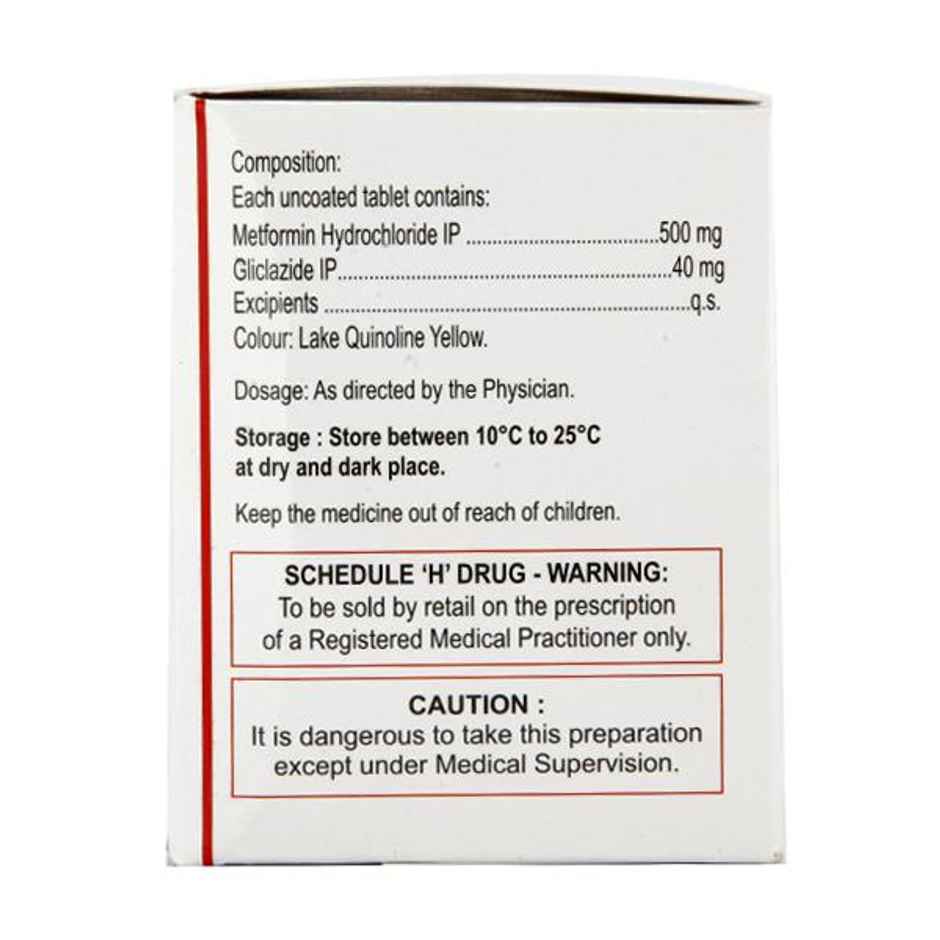 Composition:
Each uncoated tablet contains:
Metformin Hydrochloride IP ....................................500 mg
Gliclazide IP...............................................................40 mg
Excipients .....................................................................q.s.
Colour: Lake Quinoline Yellow.
Dosage: As directed by the Physician.
Storage : Store between 10°C to 25°C
at dry and dark place.
Keep the medicine out of reach of children.
SCHEDULE ‘H’ DRUG - WARNING:
To be sold by retail on the prescription
of a Registered Medical Practitioner only.
CAUTION :
It is dangerous to take this preparation
except under Medical Supervision.